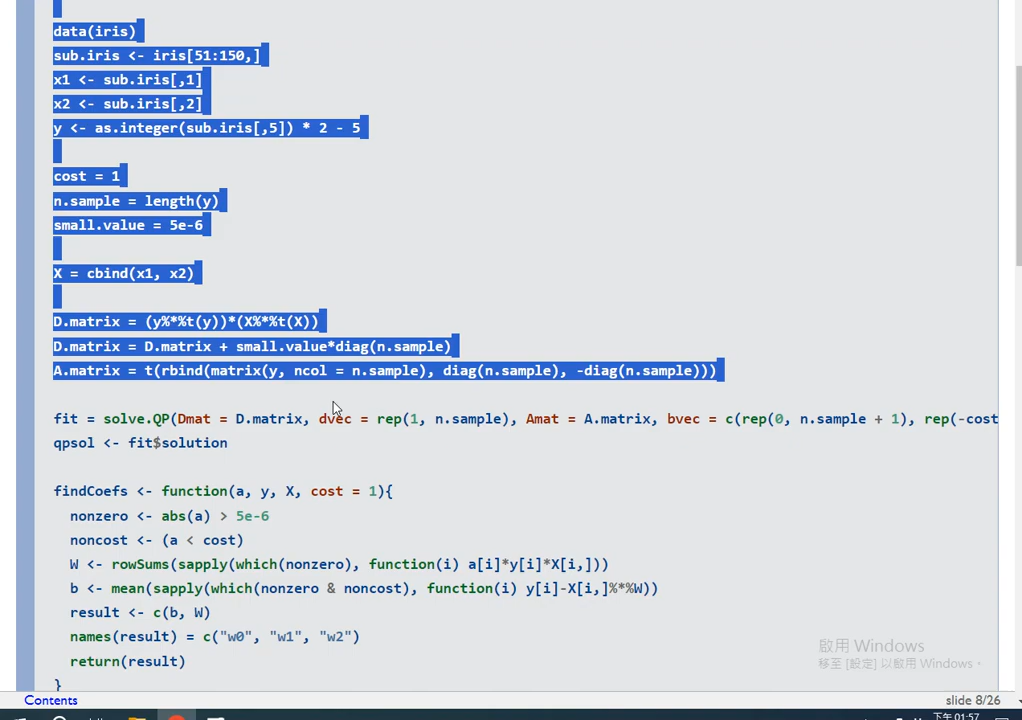 data(iris)
sub.iris <- iris[51:150,]
x1 <- sub.iris[,1]
x2 <- sub.iris[,2]
y <- as.integer(sub.iris[,5]) * 2 - 5
cost = 1
n.sample = length(y)
small.value = 5e-6
X = cbind(x1, x2)
D.matrix = (y%*%t(y))*(X%*%t(X))
D.matrix = D.matrix + small.value*diag(n.sample)
A.matrix = t(rbind(matrix(y, ncol = n.sample), diag(n.sample), -diag(n.sample)))
fit = solve.QP(Dmat = D.matrix, dvec = rep(1, n.sample), Amat = A.matrix, bvec = c(rep(0, n.sample + 1), rep(-cost
qpsol <- fit$solution
findCoefs <- function(a, y, X, cost = 1){
  nonzero <- abs(a) > 5e-6
  noncost <- (a < cost)
  W <- rowSums(sapply(which(nonzero), function(i) a[i]*y[i]*X[i,]))
  b <- mean(sapply(which(nonzero & noncost), function(i) y[i]-X[i,]%*%W))
  result <- c(b, W)
  names(result) = c("w0", "w1", "w2")
  return(result)
}
啟用 Windows
移至 [設定] 以啟用 Windows。
Contents
slide 8/26
下午 01:57